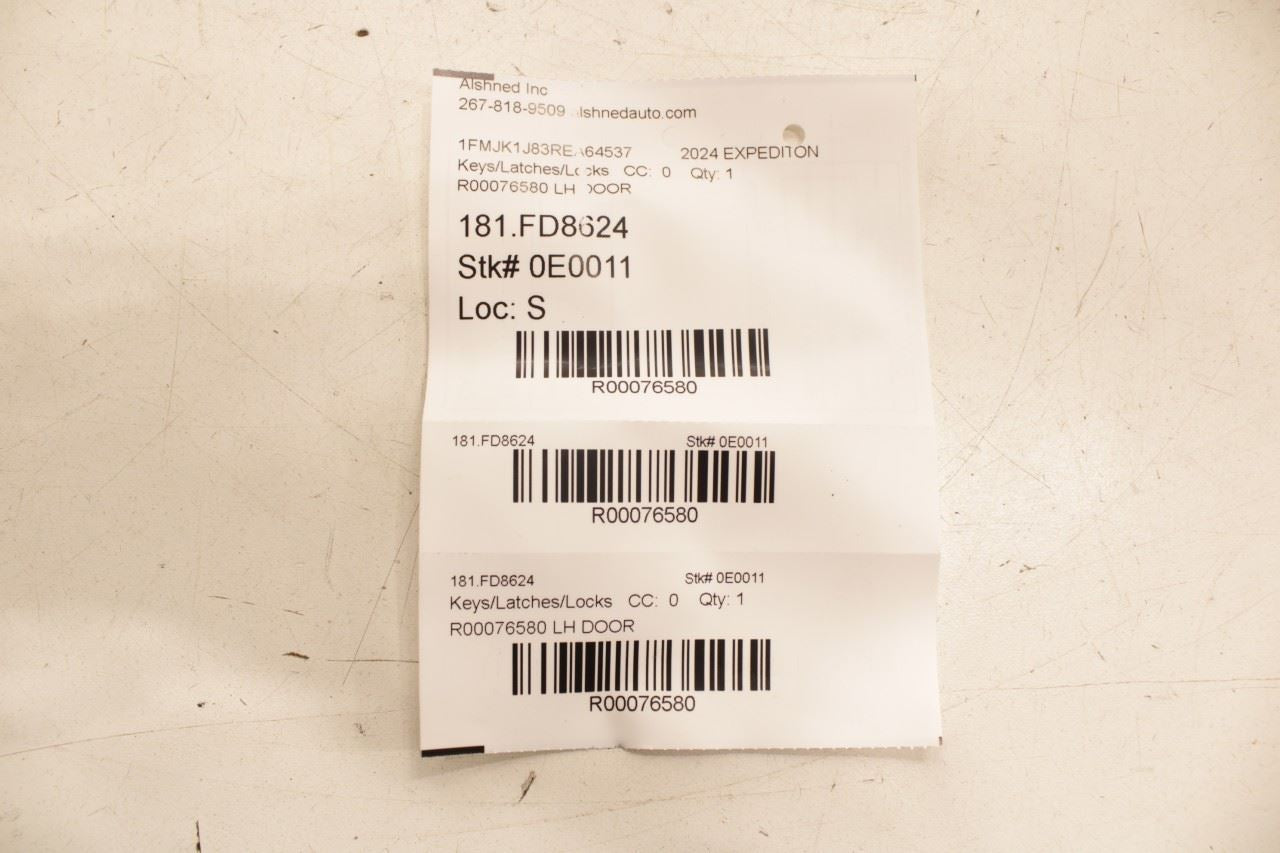 Alshned Inc
267-818-9509 alshnedauto.com
1FMJK1J83REA64537 2024 EXPEDITON
Keys/Latches/Locks CC: 0 Qty: 1
R00076580 LH DOOR
181.FD8624
Stk# 0E0011
Loc: S
R00076580
181.FD8624 Stk# 0E0011
R00076580
181.FD8624 Stk# 0E0011
Keys/Latches/Locks CC: 0 Qty: 1
R00076580 LH DOOR
R00076580